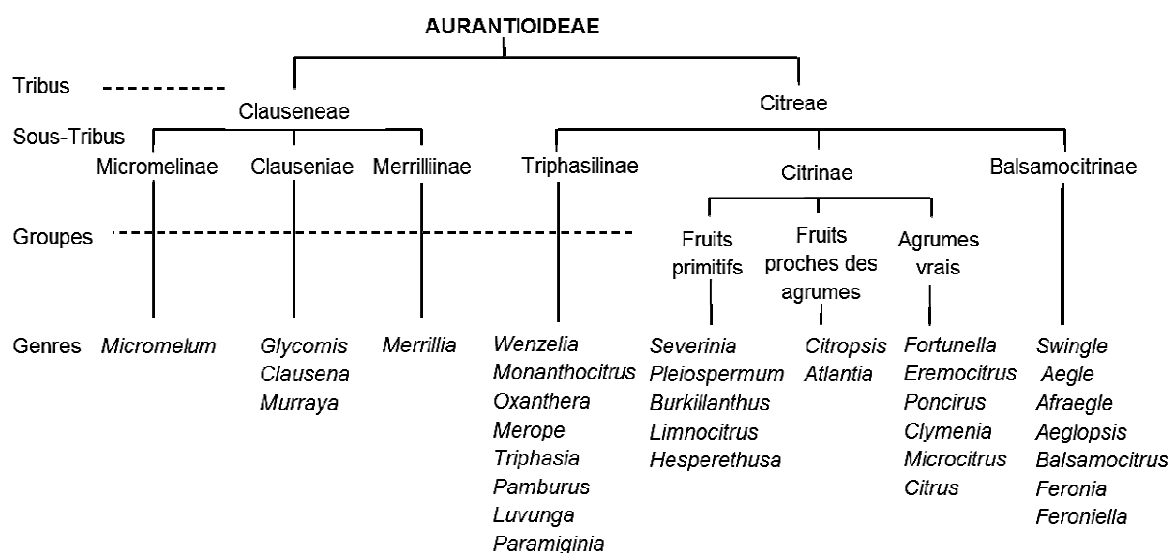 AURANTIOIDEAE
Tribus
Clauseneae
Citreae
Sous-Tribus
Micromelinae Clauseniae Merrilliinae Triphasilinae Citrinae Balsamocitrinae
Groupes
Fruits primitifs
Fruits proches des agrumes
Agrumes vrais
Genres Micromelum Glycomis Merrillia Wenzelia Severinia Citropsis Fortunella Swingle
Clausena Monanthocitrus Pleiospermum Atlantia Eremocitrus Aegle
Murraya Oxanthera Burkillanthus Poncirus Afraegle
Merope Limnocitrus Clymenia Aeglopsis
Triphasia Hesperethusa Microcitrus Balsamocitrus
Pamburus Citrus Feronia
Luvunga Feroniella
Paramiginia